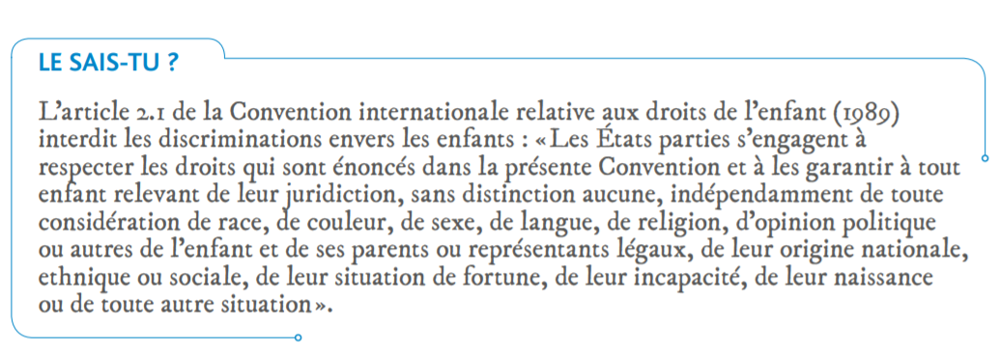 LE SAIS-TU ?
L’article 2.1 de la Convention internationale relative aux droits de l’enfant (1989)
interdit les discriminations envers les enfants : « Les États parties s’engagent à
respecter les droits qui sont énoncés dans la présente Convention et à les garantir à tout
enfant relevant de leur juridiction, sans distinction aucune, indépendamment de toute
considération de race, de couleur, de sexe, de langue, de religion, d’opinion politique
ou autres de l’enfant et de ses parents ou représentants légaux, de leur origine nationale,
ethnique ou sociale, de leur situation de fortune, de leur incapacité, de leur naissance
ou de toute autre situation ».